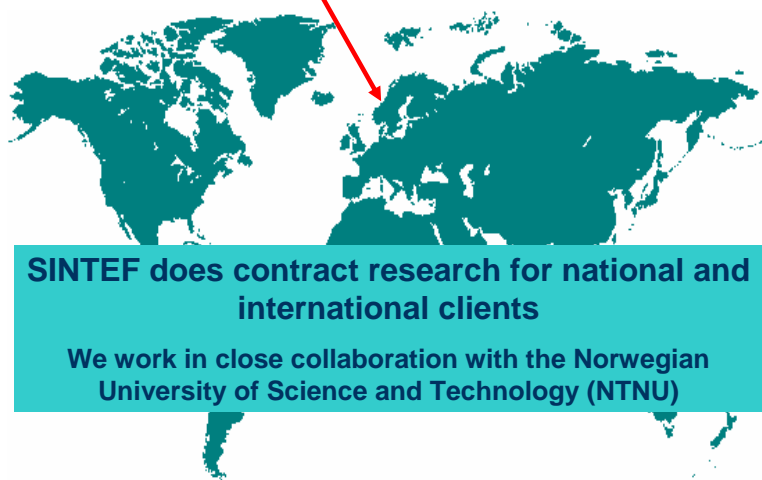 SINTEF does contract research for national and
international clients
We work in close collaboration with the Norwegian
University of Science and Technology (NTNU)